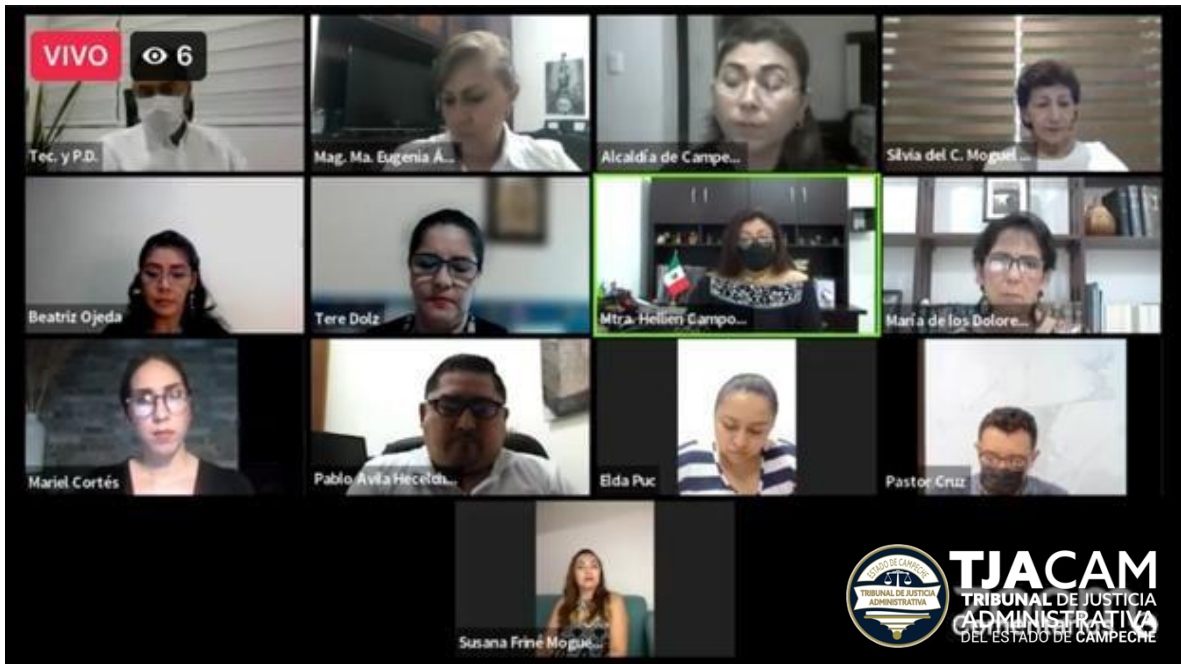 VIVO
6
Tec. y P.D.
Mag. Ma. Eugenia Á...
Alcaldía de Campe...
Silvia del C. Moguel ...
Beatriz Ojeda
Tere Dolz
Mtra. Hellien Campo...
María de los Dolore...
Mariel Cortés
Pablo Avila Hecelch...
Elda Puc
Pastor Cruz
Susana Friné Mogue...
ESTADO DE CAMPECHE
TRIBUNAL DE JUSTICIA
ADMINISTRATIVA
TJACAM
TRIBUNAL DE JUSTICIA
ADMINISTRATIVA
DEL ESTADO DE CAMPECHE